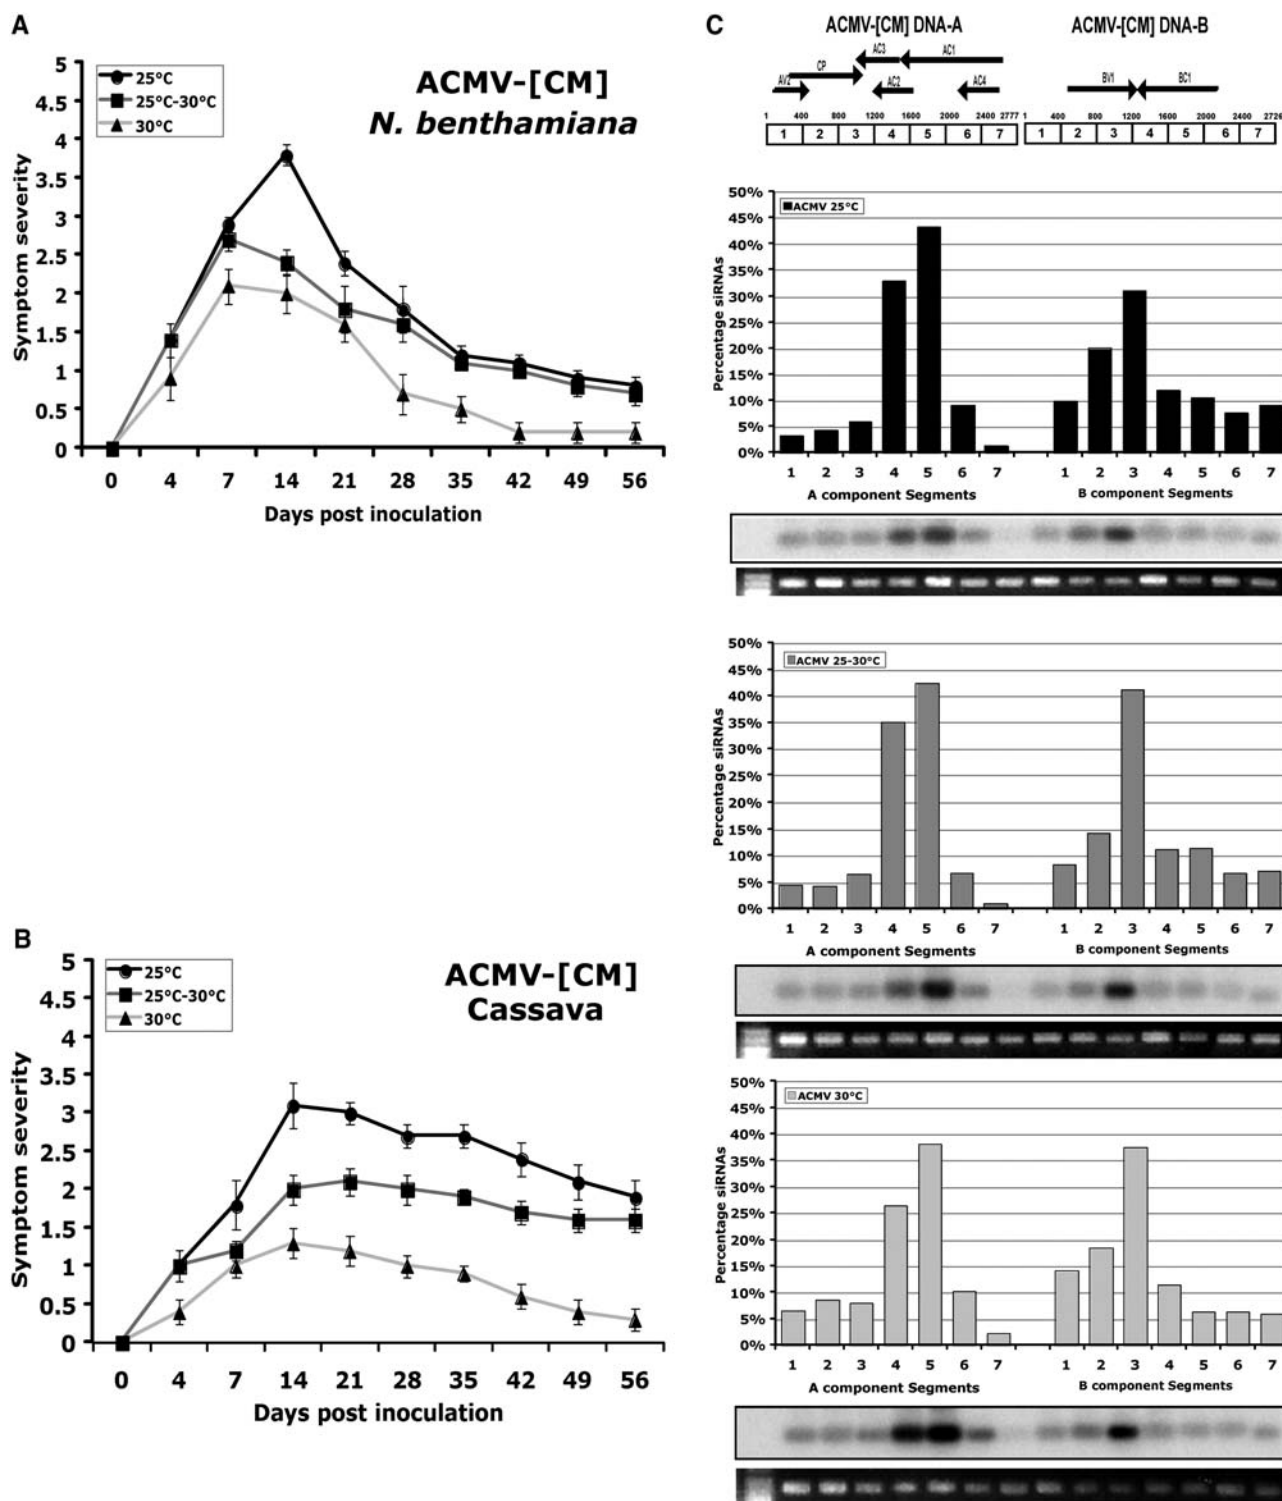 A
5
4.5
4
3.5
3
2.5
2
1.5
1
0.5
0
Symptom severity
25°C
25°C-30°C
30°C
ACMV-[CM]
N. benthamiana
0 4 7 14 21 28 35 42 49 56
Days post inoculation
B
5
4.5
4
3.5
3
2.5
2
1.5
1
0.5
0
Symptom severity
25°C
25°C-30°C
30°C
ACMV-[CM]
Cassava
0 4 7 14 21 28 35 42 49 56
Days post inoculation
C
ACMV-[CM] DNA-A
ACMV-[CM] DNA-B
AC3 AC1
CP
AV2 AC2 AC4
BV1 BC1
1 400 800 1200 1600 2000 2400 2777
1 2 3 4 5 6 7
1 400 800 1200 1600 2000 2400 2726
1 2 3 4 5 6 7
50%
45%
40%
35%
30%
25%
20%
15%
10%
5%
0%
Percentage siRNAs
ACMV 25°C
1 2 3 4 5 6 7
A component Segments
1 2 3 4 5 6 7
B component Segments
50%
45%
40%
35%
30%
25%
20%
15%
10%
5%
0%
Percentage siRNAs
ACMV 25-30°C
1 2 3 4 5 6 7
A component Segments
1 2 3 4 5 6 7
B component Segments
50%
45%
40%
35%
30%
25%
20%
15%
10%
5%
0%
Percentage siRNAs
ACMV 30°C
1 2 3 4 5 6 7
A component Segments
1 2 3 4 5 6 7
B component Segments